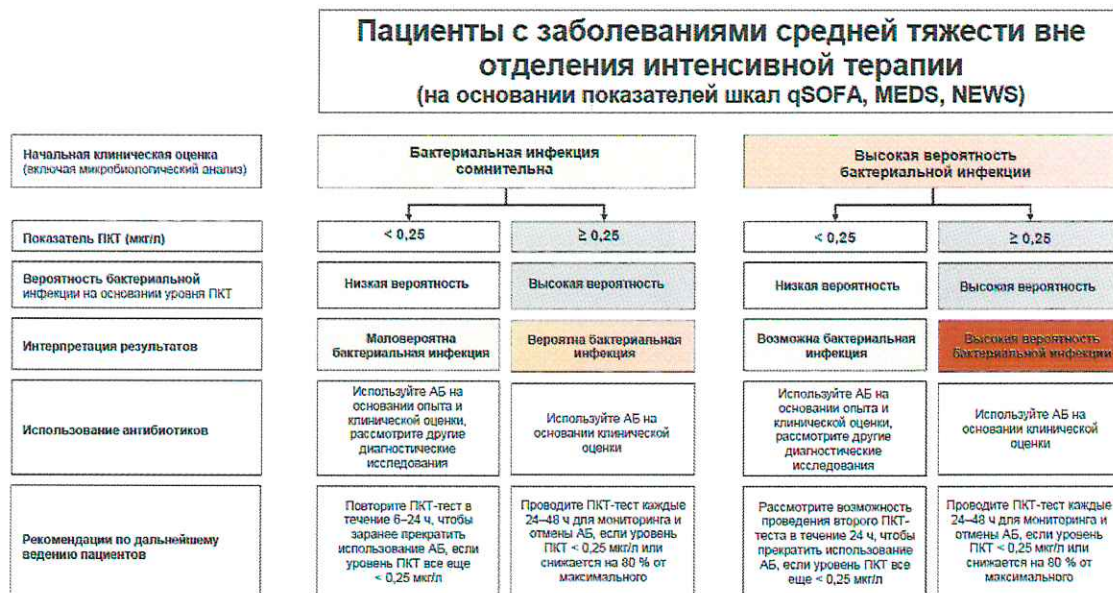 Пациенты с заболеваниями средней тяжести вне
отделения интенсивной терапии
(на основании показателей шкал qSOFA, MEDS, NEWS)
Начальная клиническая оценка
(включая микробиологический анализ)
Бактериальная инфекция
сомнительна
Высокая вероятность
бактериальной инфекции
Показатель ПКТ (мкг/л)
< 0,25
≥ 0,25
< 0,25
≥ 0,25
Вероятность бактериальной
инфекции на основании уровня ПКТ
Низкая вероятность
Высокая вероятность
Низкая вероятность
Высокая вероятность
Интерпретация результатов
Маловероятна
бактериальная инфекция
Вероятна бактериальная
инфекция
Возможна бактериальная
инфекция
Высокая вероятность
бактериальной инфекции
Использование антибиотиков
Используйте АБ на
основании опыта и
клинической оценки,
рассмотрите другие
диагностические
исследования
Используйте АБ на
основании клинической
оценки
Используйте АБ на
основании опыта и
клинической оценки,
рассмотрите другие
диагностические
исследования
Используйте АБ на
основании клинической
оценки
Рекомендации по дальнейшему
ведению пациентов
Повторите ПКТ-тест в
течение 6–24 ч, чтобы
заранее прекратить
использование АБ, если
уровень ПКТ все еще
< 0,25 мкг/л
Проводите ПКТ-тест каждые
24–48 ч для мониторинга и
отмены АБ, если уровень
ПКТ < 0,25 мкг/л или
снижается на 80 % от
максимального
Рассмотрите возможность
проведения второго ПКТ-
теста в течение 24 ч, чтобы
прекратить использование
АБ, если уровень ПКТ все
еще < 0,25 мкг/л
Проводите ПКТ-тест каждые
24–48 ч для мониторинга и
отмены АБ, если уровень
ПКТ < 0,25 мкг/л или
снижается на 80 % от
максимального